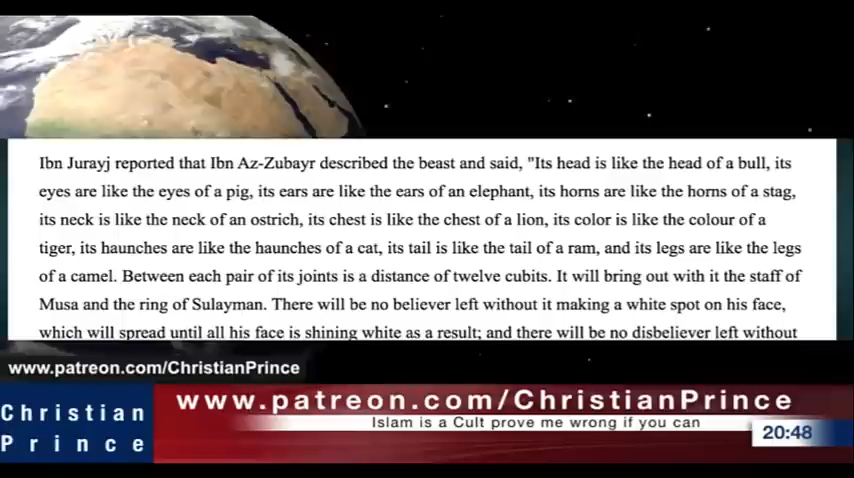 Ibn Jurayj reported that Ibn Az-Zubayr described the beast and said, "Its head is like the head of a bull, its
eyes are like the eyes of a pig, its ears are like the ears of an elephant, its horns are like the horns of a stag,
its neck is like the neck of an ostrich, its chest is like the chest of a lion, its color is like the colour of a
tiger, its haunches are like the haunches of a cat, its tail is like the tail of a ram, and its legs are like the legs
of a camel. Between each pair of its joints is a distance of twelve cubits. It will bring out with it the staff of
Musa and the ring of Sulayman. There will be no believer left without it making a white spot on his face,
which will spread until all his face is shining white as a result; and there will be no disbeliever left without
www.patreon.com/ChristianPrince
Christian
Prince
www.patreon.com/ChristianPrince
Islam is a Cult prove me wrong if you can
20:48